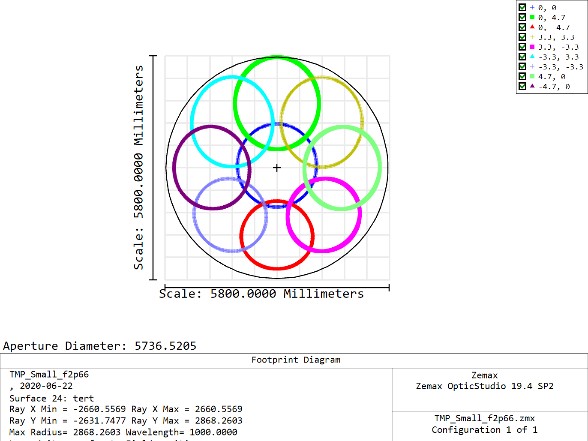 0, 0
0, 4.7
0, -4.7
3.3, 3.3
3.3, -3.3
-3.3, 3.3
-3.3, -3.3
4.7, 0
-4.7, 0
Scale: 5800.0000 Millimeters
Scale: 5800.0000 Millimeters
Aperture Diameter: 5736.5205
Footprint Diagram
TMP_Small_f2p66
, 2020-06-22
Surface 24: tert
Ray X Min = -2660.5569 Ray X Max = 2660.5569
Ray Y Min = -2631.7477 Ray Y Max = 2868.2603
Max Radius= 2868.2603 Wavelength= 1000.0000
Zemax
Zemax OpticStudio 19.4 SP2
TMP_Small_f2p66.zmx
Configuration 1 of 1